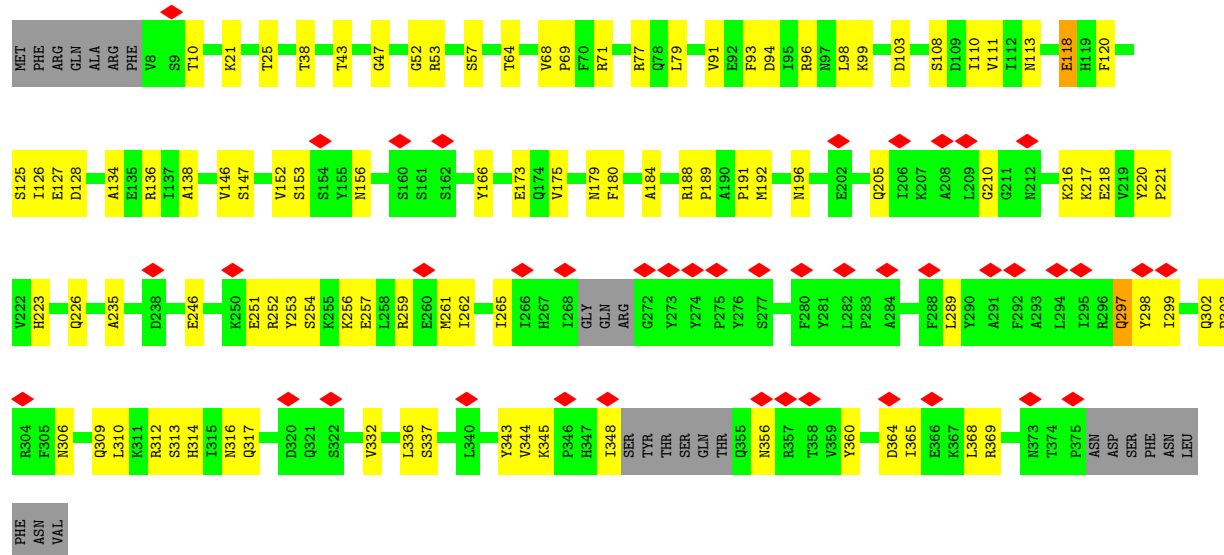 MET PHE ARG GLN ALA ARG PHE V8 S9 T10 K21 T25 T38 T43 G47 G52 R53 S57 T64 V68 P69 F70 R71 R77 Q78 L79 V91 E92 F93 D94 I95 R96 N97 L98 K99 D103 S108 D109 I110 V111 I112 N113 E118 H119 F120
S125 I126 E127 D128 A134 E135 R136 I137 A138 V146 S147 V152 S153 S154 Y155 N156 S160 S161 S162 Y166 E173 Q174 V175 N179 F180 A184 R188 P189 A190 P191 M192 N196 E202 Q205 I206 K207 A208 L209 G210 G211 N212 K216 K217 E218 V219 Y220 P221
V222 H223 Q226 A235 D238 E246 K250 E251 R252 Y253 S254 K255 K256 E257 L258 R259 E260 M261 I262 I265 I266 H267 I268 GLY GLN ARG G272 Y273 Y274 P275 Y276 S277 F280 Y281 L282 P283 A284 F288 L289 Y290 A291 F292 A293 L294 I295 R296 Q297 Y298 I299 Q302
R304 F305 N306 Q309 L310 K311 R312 S313 H314 I315 N316 Q317 D320 Q321 S322 V332 L336 S337 L340 Y343 V344 K345 P346 H347 I348 SER TYR THR SER GLN THR Q355 N356 R357 T358 V359 Y360 D364 I365 E366 K367 L368 R369 N373 T374 P375 ASN ASP SER PHE ASN LEU
PHE ASN VAL